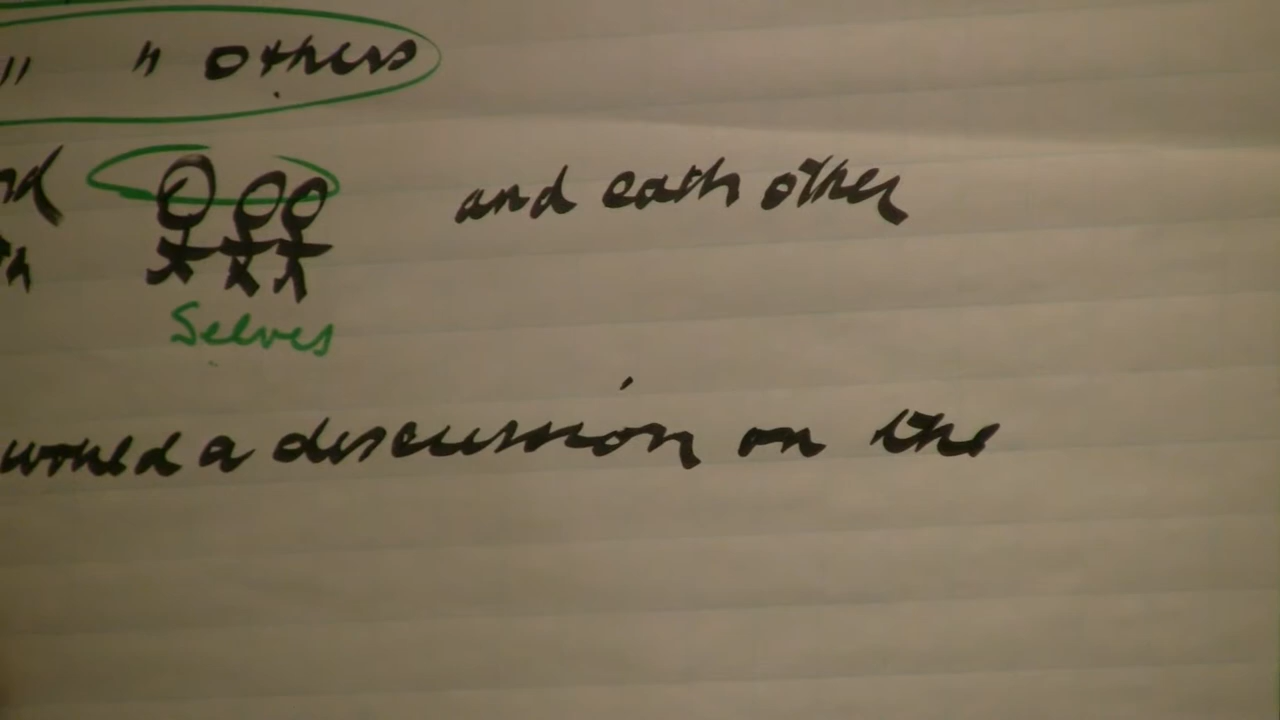 " " others
and each other
Selves
would a discussion on the